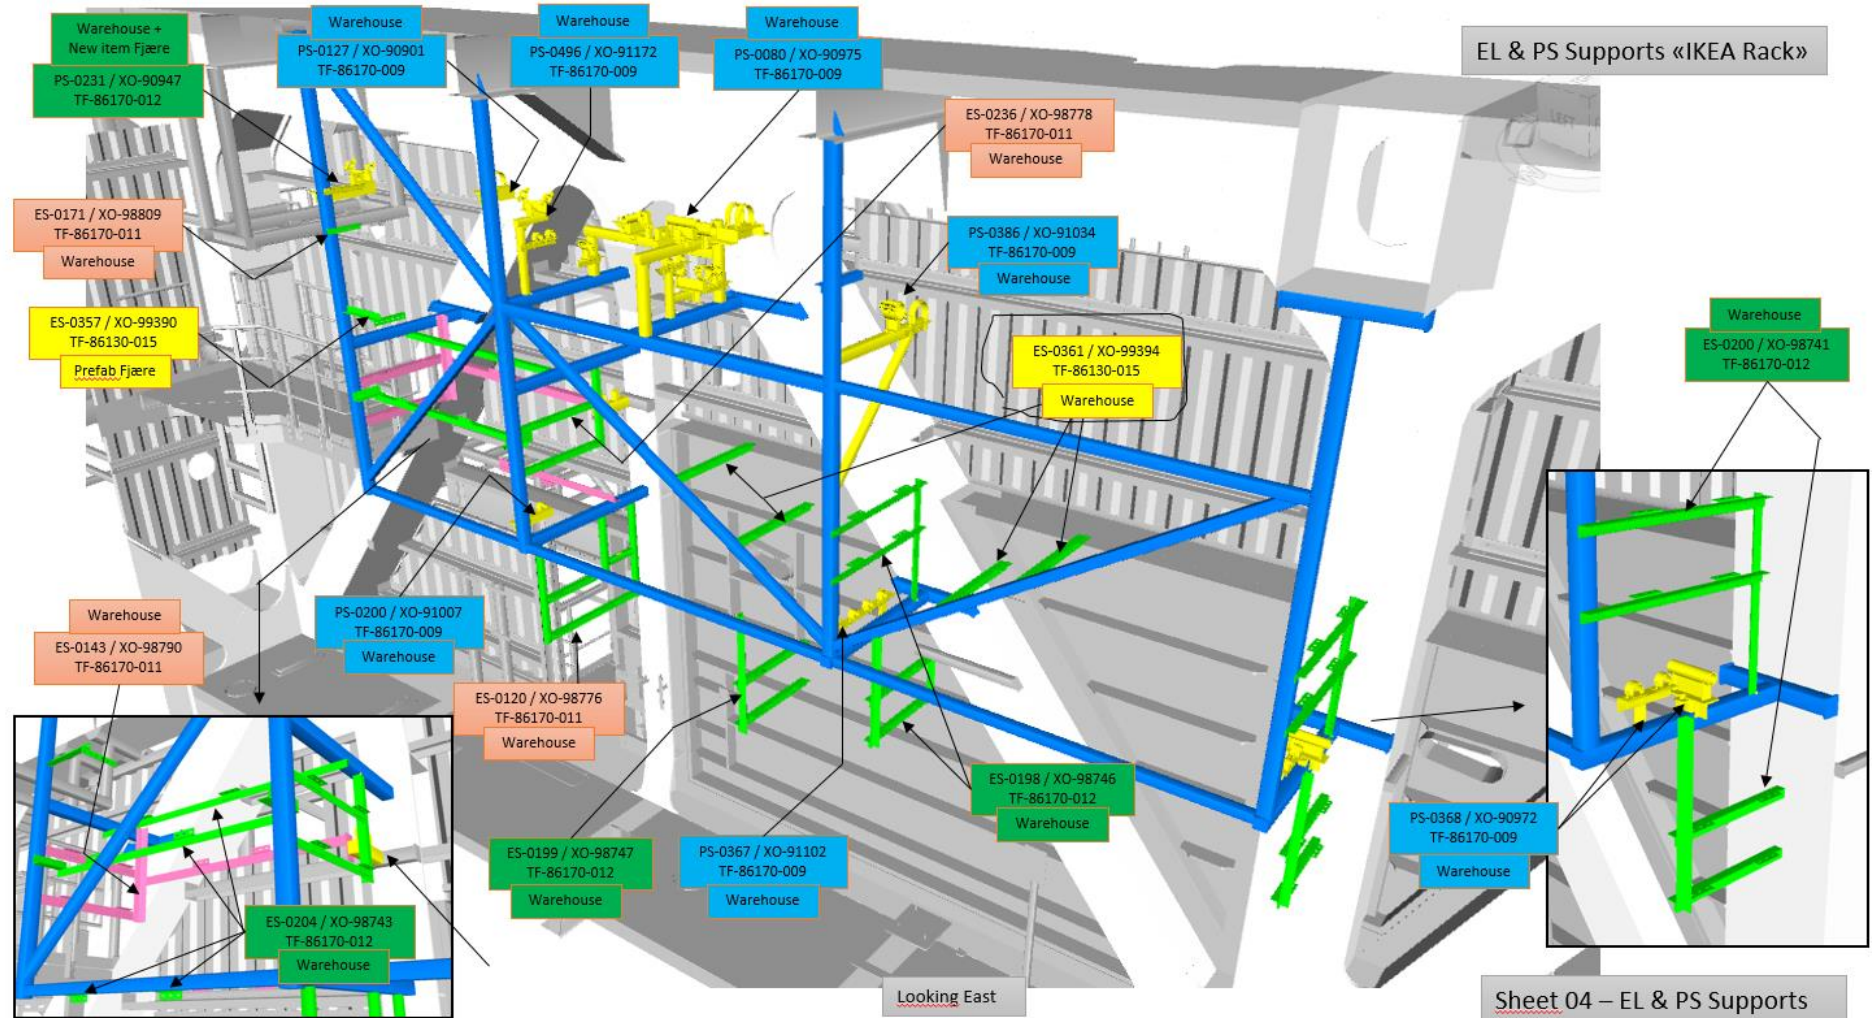 Warehouse +
New item Fjære
PS-0231 / XO-90947
TF-86170-012
Warehouse
PS-0127 / XO-90901
TF-86170-009
Warehouse
PS-0496 / XO-91172
TF-86170-009
Warehouse
PS-0080 / XO-90975
TF-86170-009
EL & PS Supports «IKEA Rack»
ES-0236 / XO-98778
TF-86170-011
Warehouse
LEFT
ES-0171 / XO-98809
TF-86170-011
Warehouse
PS-0386 / XO-91034
TF-86170-009
Warehouse
ES-0357 / XO-99390
TF-86130-015
Prefab Fjære
ES-0361 / XO-99394
TF-86130-015
Warehouse
Warehouse
ES-0200 / XO-98741
TF-86170-012
Warehouse
ES-0143 / XO-98790
TF-86170-011
PS-0200 / XO-91007
TF-86170-009
Warehouse
ES-0120 / XO-98776
TF-86170-011
Warehouse
ES-0198 / XO-98746
TF-86170-012
Warehouse
PS-0368 / XO-90972
TF-86170-009
Warehouse
ES-0199 / XO-98747
TF-86170-012
Warehouse
PS-0367 / XO-91102
TF-86170-009
Warehouse
ES-0204 / XO-98743
TF-86170-012
Warehouse
Looking East
Sheet 04 – EL & PS Supports